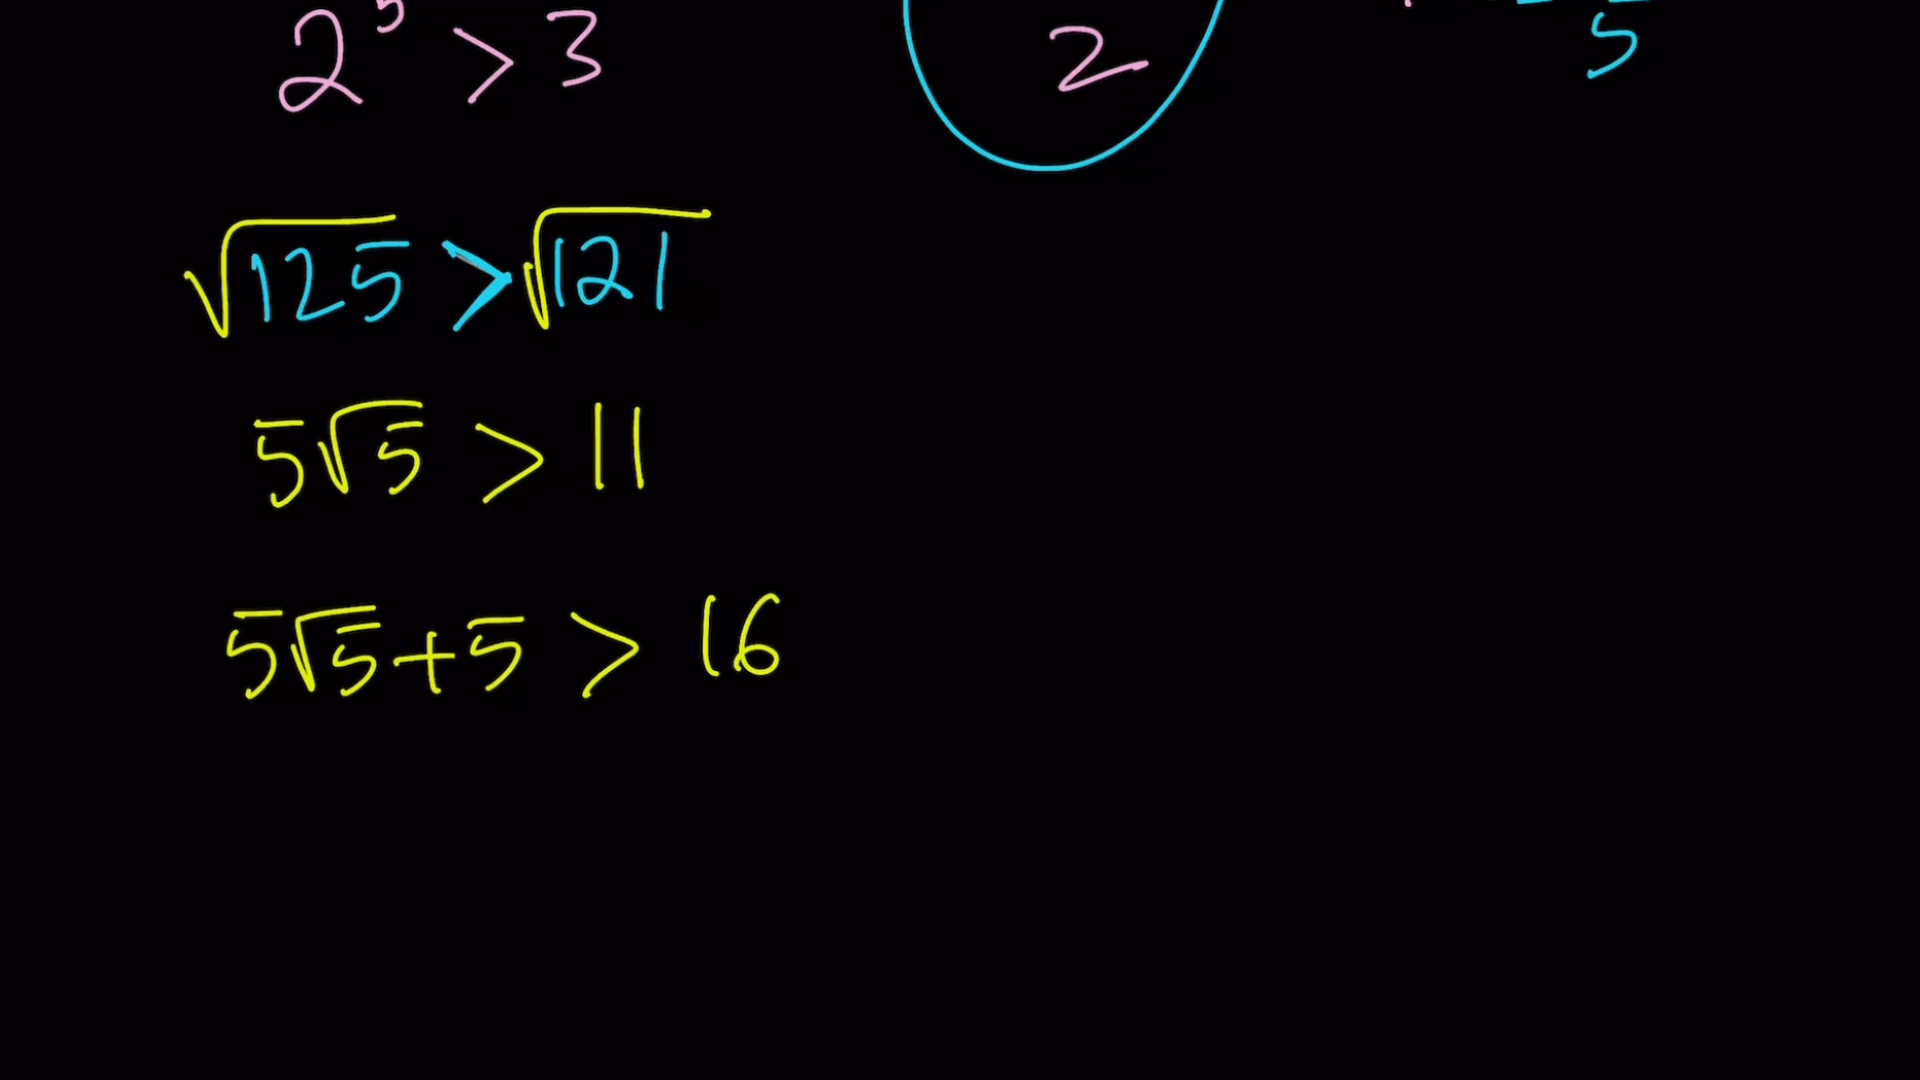 2⁵ > 3
2
5
√125 > √121
5√5 > 11
5√5 + 5 > 16